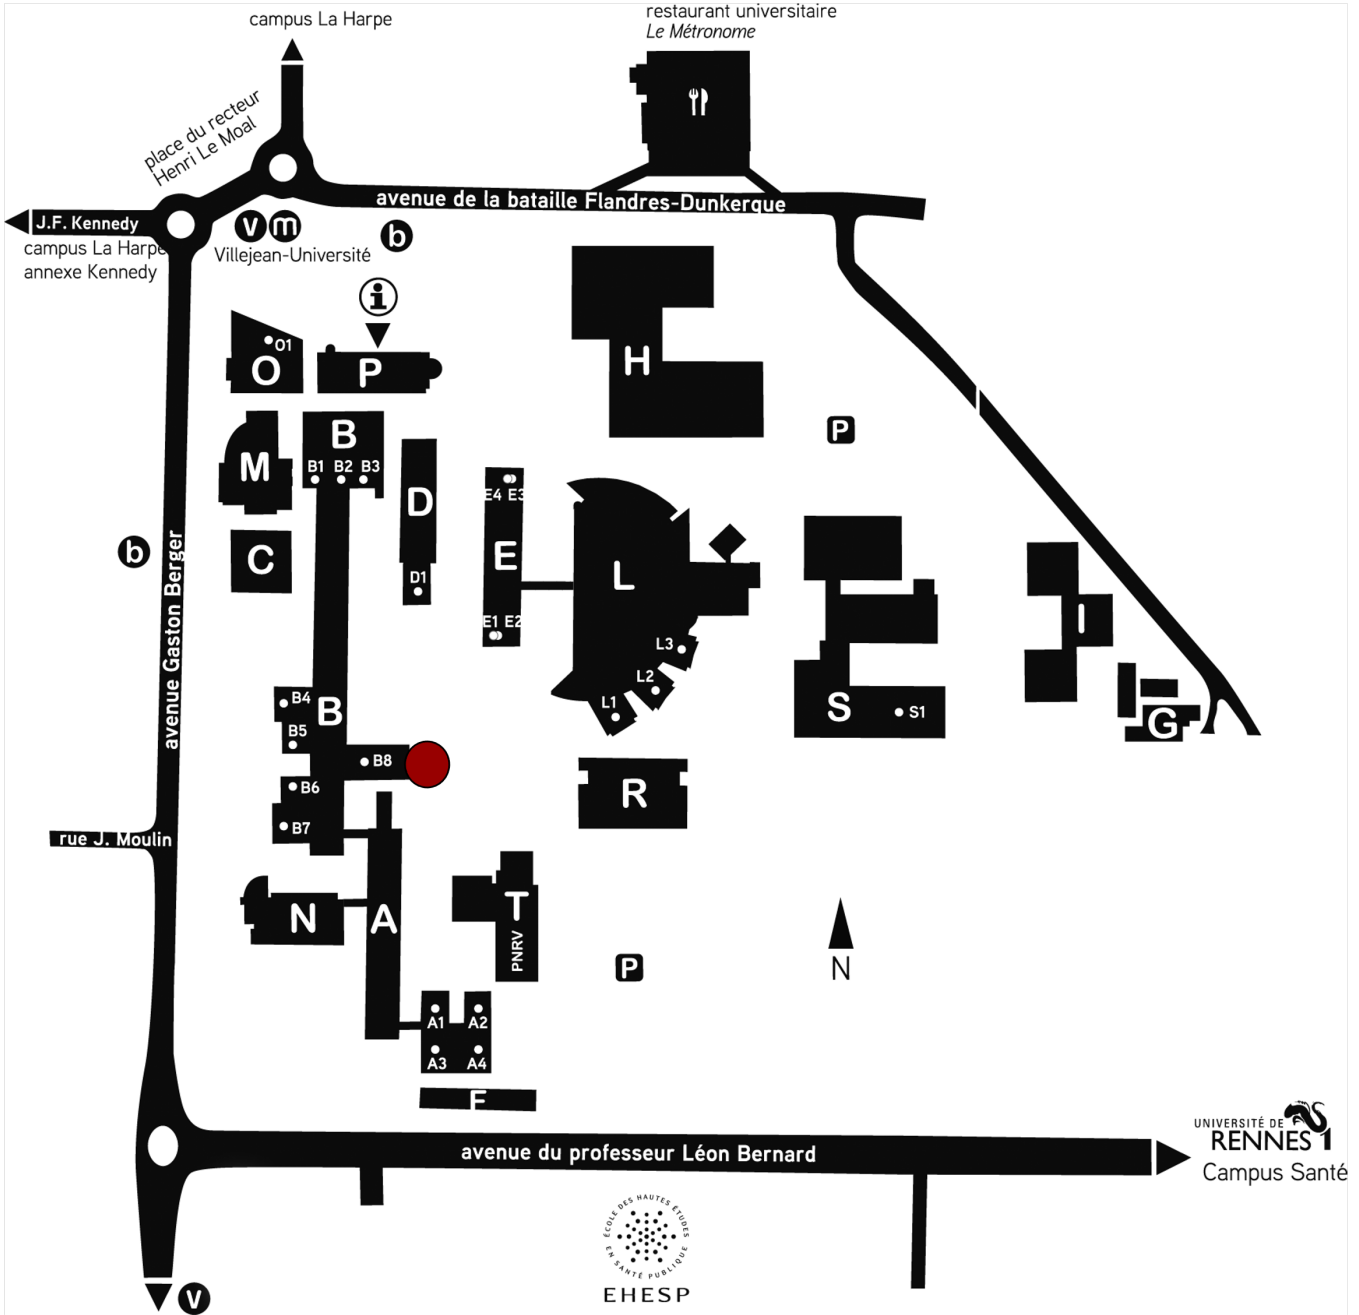 campus La Harpe
restaurant universitaire
Le Métronome
place du recteur
Henri Le Moal
avenue de la bataille Flandres-Dunkerque
J.F. Kennedy
campus La Harpe
annexe Kennedy
v m
Villejean-Université
b
i
O1
O
P
H
B
B1 B2 B3
P
M
D
E4 E3
C
E
L
b
avenue Gaston Berger
D1
E1 E2
I
L3
L2
L1
B4
B
B5
S
S1
G
B8
B6
R
B7
rue J. Moulin
N
A
T
PNRV
P
N
A1 A2
A3 A4
F
UNIVERSITÉ DE
RENNES 1
Campus Santé
avenue du professeur Léon Bernard
ÉCOLE DES HAUTES ÉTUDES
EN SANTÉ PUBLIQUE
EHESP
v